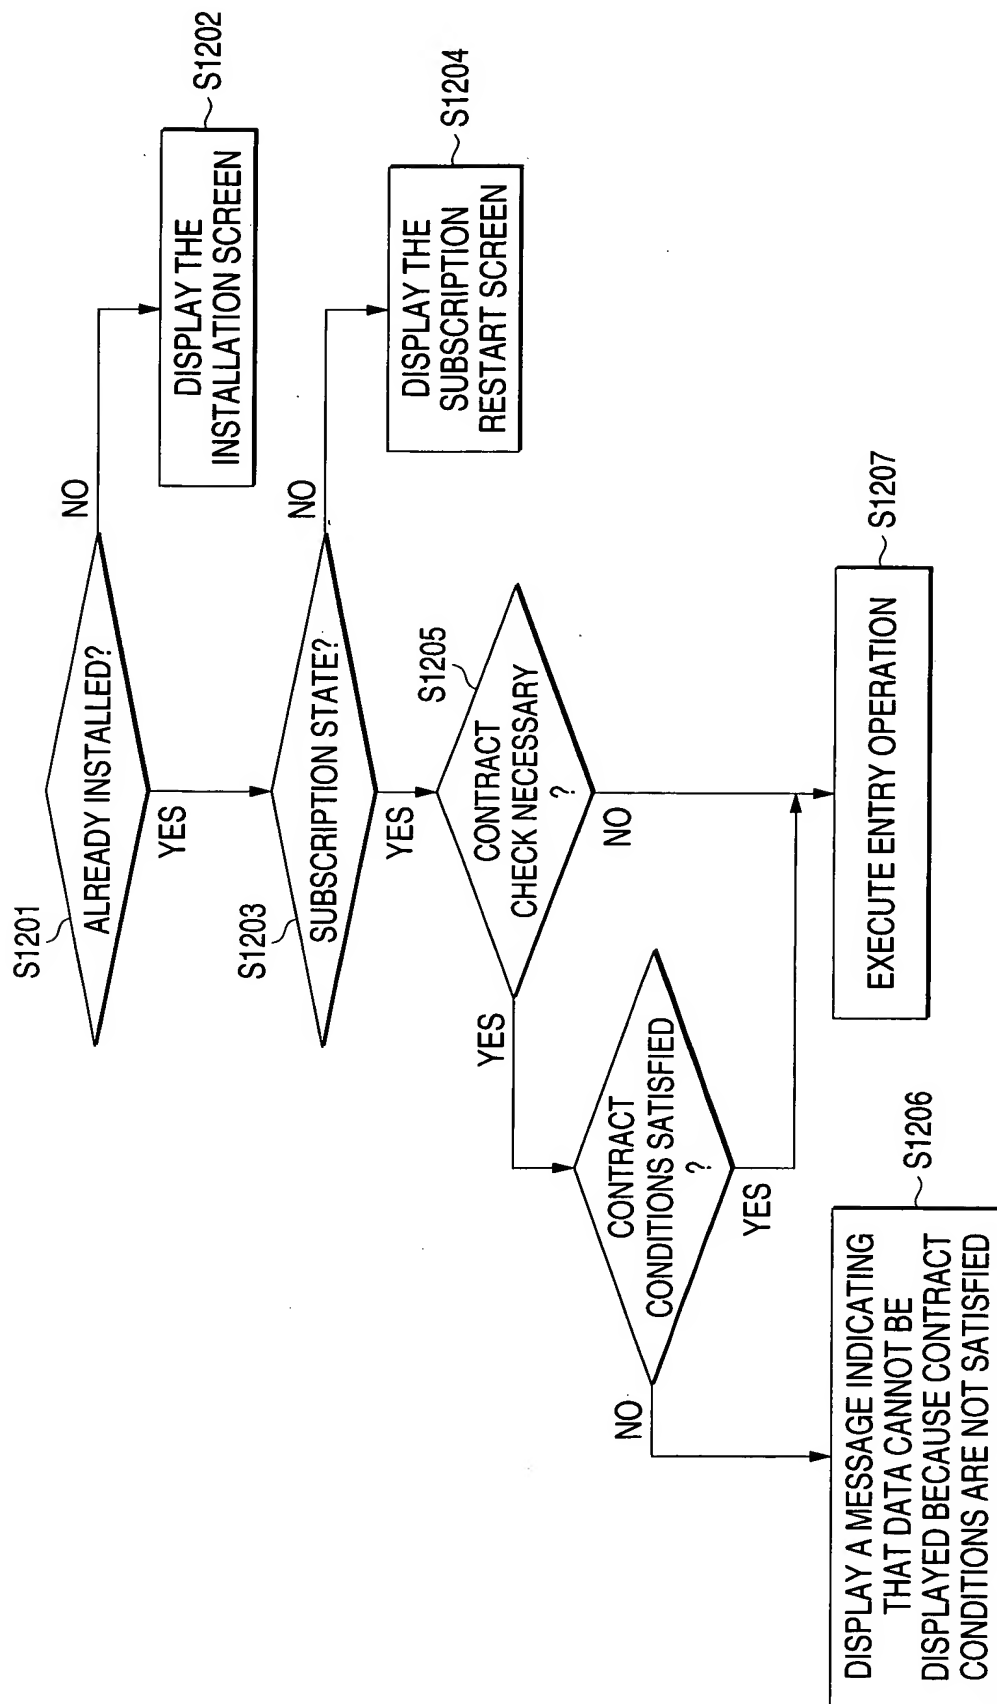 S1201
ALREADY INSTALLED?
NO
YES
DISPLAY THE
INSTALLATION SCREEN
S1202
S1203
SUBSCRIPTION STATE?
NO
YES
DISPLAY THE
SUBSCRIPTION
RESTART SCREEN
S1204
S1205
CONTRACT
CHECK NECESSARY
?
YES
NO
CONTRACT
CONDITIONS SATISFIED
?
NO
YES
DISPLAY A MESSAGE INDICATING
THAT DATA CANNOT BE
DISPLAYED BECAUSE CONTRACT
CONDITIONS ARE NOT SATISFIED
S1206
EXECUTE ENTRY OPERATION
S1207